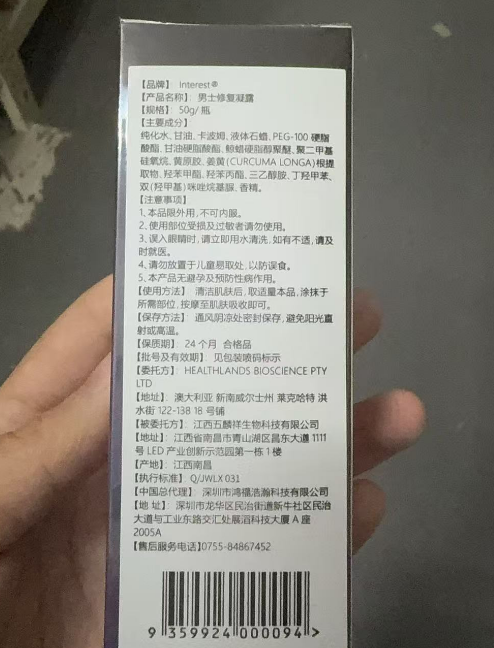 【品牌】 Interest®
【产品名称】 男士修复凝露
【规格】 50g/ 瓶
【主要成分】
纯化水、甘油、卡波姆、液体石蜡、PEG-100 硬脂
酸酯、甘油硬脂酸酯、鲸蜡硬脂醇聚醚、聚二甲基
硅氧烷、黄原胶、姜黄(CURCUMA LONGA)根提
取物、羟苯甲酯、羟苯丙酯、三乙醇胺、丁羟甲苯、
双(羟甲基)咪唑烷基脲、香精。
【注意事项】
1、本品限外用,不可内服。
2、使用部位受损及过敏者请勿使用。
3、误入眼睛时,请立即用水清洗,如有不适,请及
时就医。
4、请勿放置于儿童易取处,以防误食。
5、本产品无避孕及预防性病作用。
【使用方法】 清洁肌肤后,取适量本品,涂抹于
所需部位,按摩至肌肤吸收即可。
【保存方法】 通风阴凉处密封保存,避免阳光直
射或高温。
【保质期】 24 个月 合格品
【批号及有效期】 见包装喷码标示
【委托方】 HEALTHLANDS BIOSCIENCE PTY
LTD
【地址】 澳大利亚 新南威尔士州 莱克哈特 洪
水街 122-138 18 号铺
【被委托方】 江西五麟祥生物科技有限公司
【地址】 江西省南昌市青山湖区昌东大道 1111
号 LED 产业创新示范园第一栋 1 楼
【产地】 江西南昌
【执行标准】 Q/JWLX 031
【中国总代理】 深圳市鸿禧浩瀚科技有限公司
【地 址】 深圳市龙华区民治街道新牛社区民治
大道与工业东路交汇处展滔科技大厦 A 座
2005A
【售后服务电话】0755-84867452
9 359924 000094 >